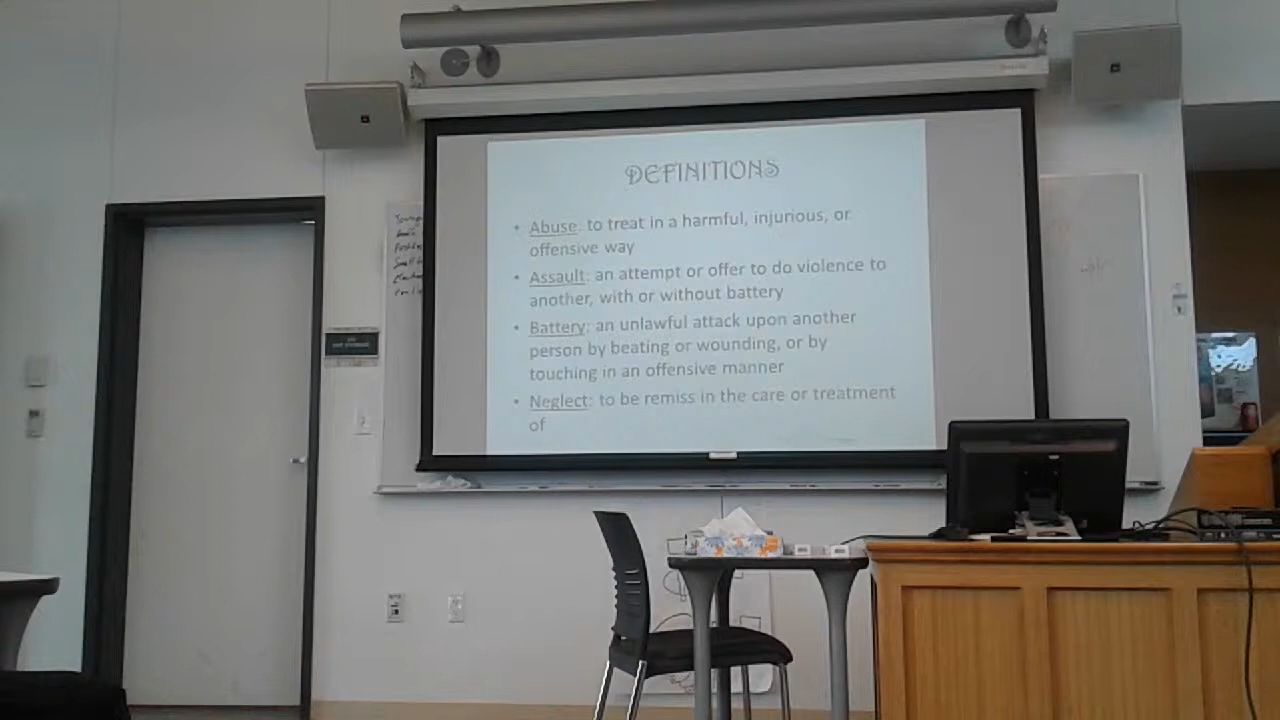 DEFINITIONS
• Abuse: to treat in a harmful, injurious, or
offensive way
• Assault: an attempt or offer to do violence to
another, with or without battery
• Battery: an unlawful attack upon another
person by beating or wounding, or by
touching in an offensive manner
• Neglect: to be remiss in the care or treatment
of